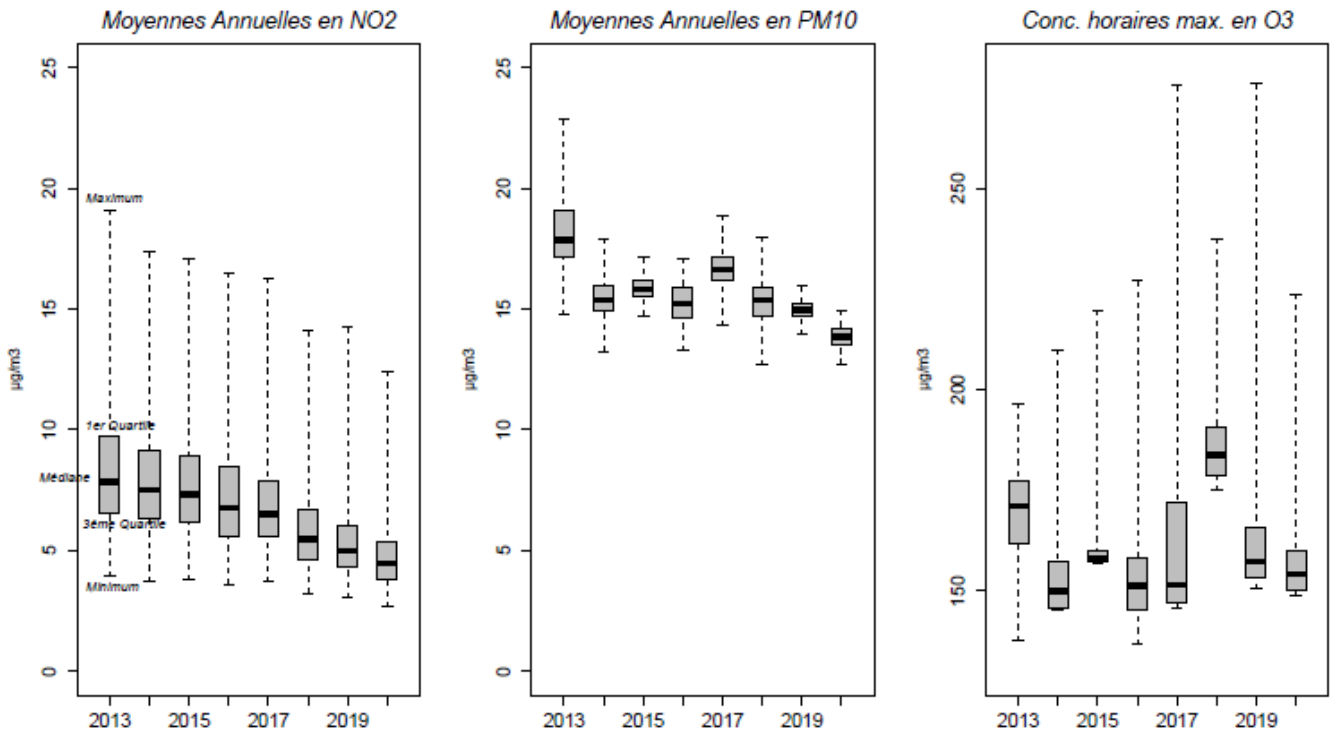 Moyennes Annuelles en NO2
25
20
15
10
5
0
µg/m3
Maximum
1er Quartile
Médiane
3ème Quartile
Minimum
2013
2015
2017
2019
Moyennes Annuelles en PM10
25
20
15
10
5
0
µg/m3
2013
2015
2017
2019
Conc. horaires max. en O3
250
200
150
µg/m3
2013
2015
2017
2019